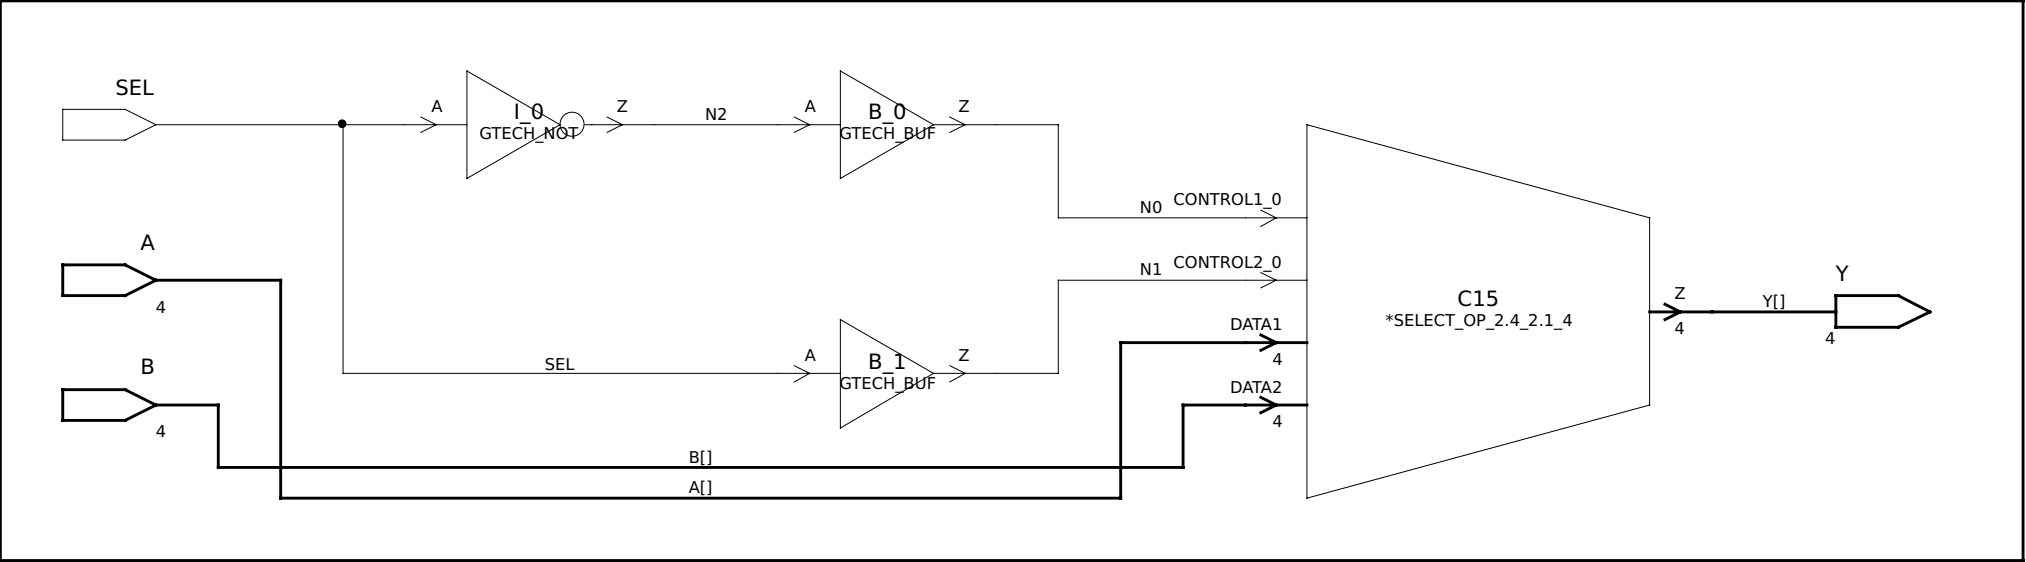 SEL
A
I_0
GTECH_NOT
Z
N2
A
B_0
GTECH_BUF
Z
N0
CONTROL1_0
A
4
N1
CONTROL2_0
C15
*SELECT_OP_2.4_2.1_4
Z
4
Y[]
Y
4
DATA1
4
B
4
SEL
A
B_1
GTECH_BUF
Z
DATA2
4
B[]
A[]